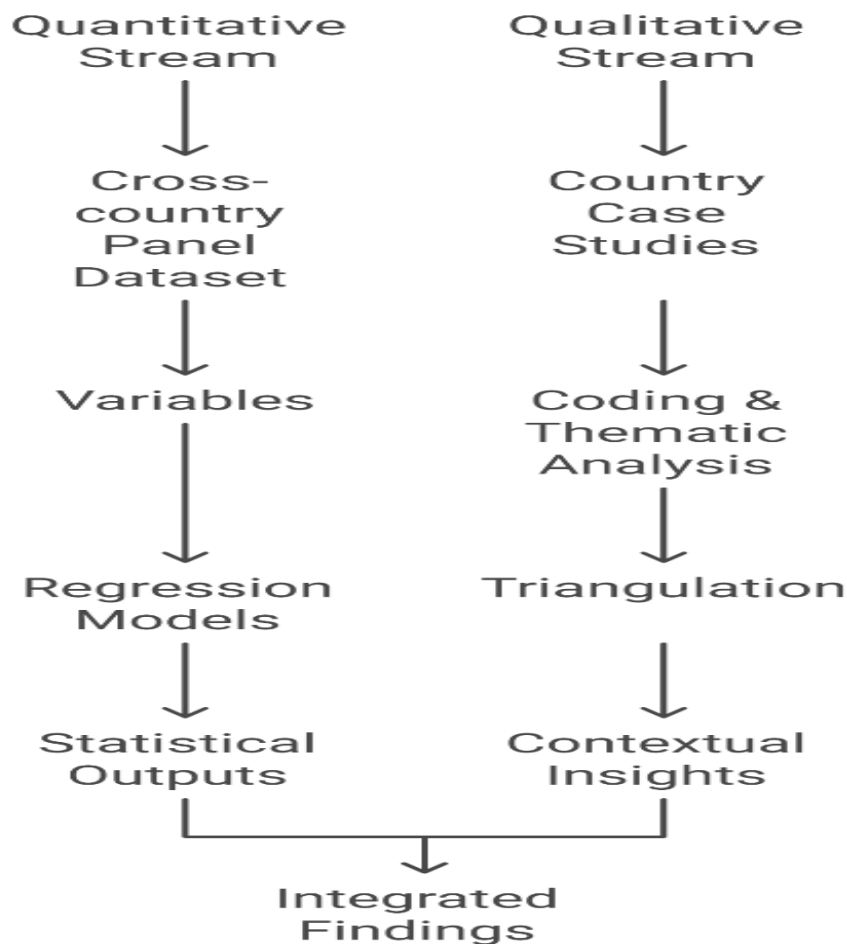 Quantitative
Stream
Cross-
country
Panel
Dataset
Variables
Regression
Models
Statistical
Outputs
Qualitative
Stream
Country
Case
Studies
Coding &
Thematic
Analysis
Triangulation
Contextual
Insights
Integrated
Findings